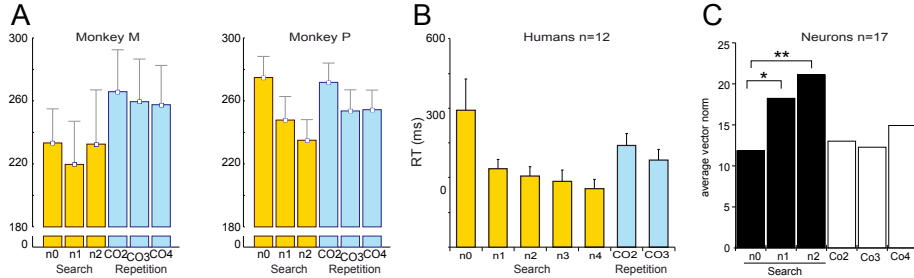 A
Monkey M
Monkey P
300
260
220
180
0
n0 n1 n2 CO2 CO3 CO4
Search Repetition
300
260
220
180
0
n0 n1 n2 CO2 CO3 CO4
Search Repetition
B
Humans n=12
RT (ms)
600
300
0
n0 n1 n2 n3 n4 CO2 CO3
Search Repetition
C
Neurons n=17
average vector norm
25
20
15
10
5
0
*
**
n0 n1 n2 Co2 Co3 Co4
Search